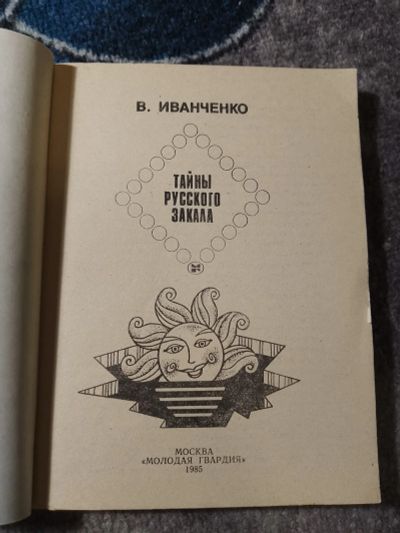 В. ИВАНЧЕНКО
ТАЙНЫ
РУССКОГО
ЗАКАЛА
МОСКВА
«МОЛОДАЯ ГВАРДИЯ»
1985